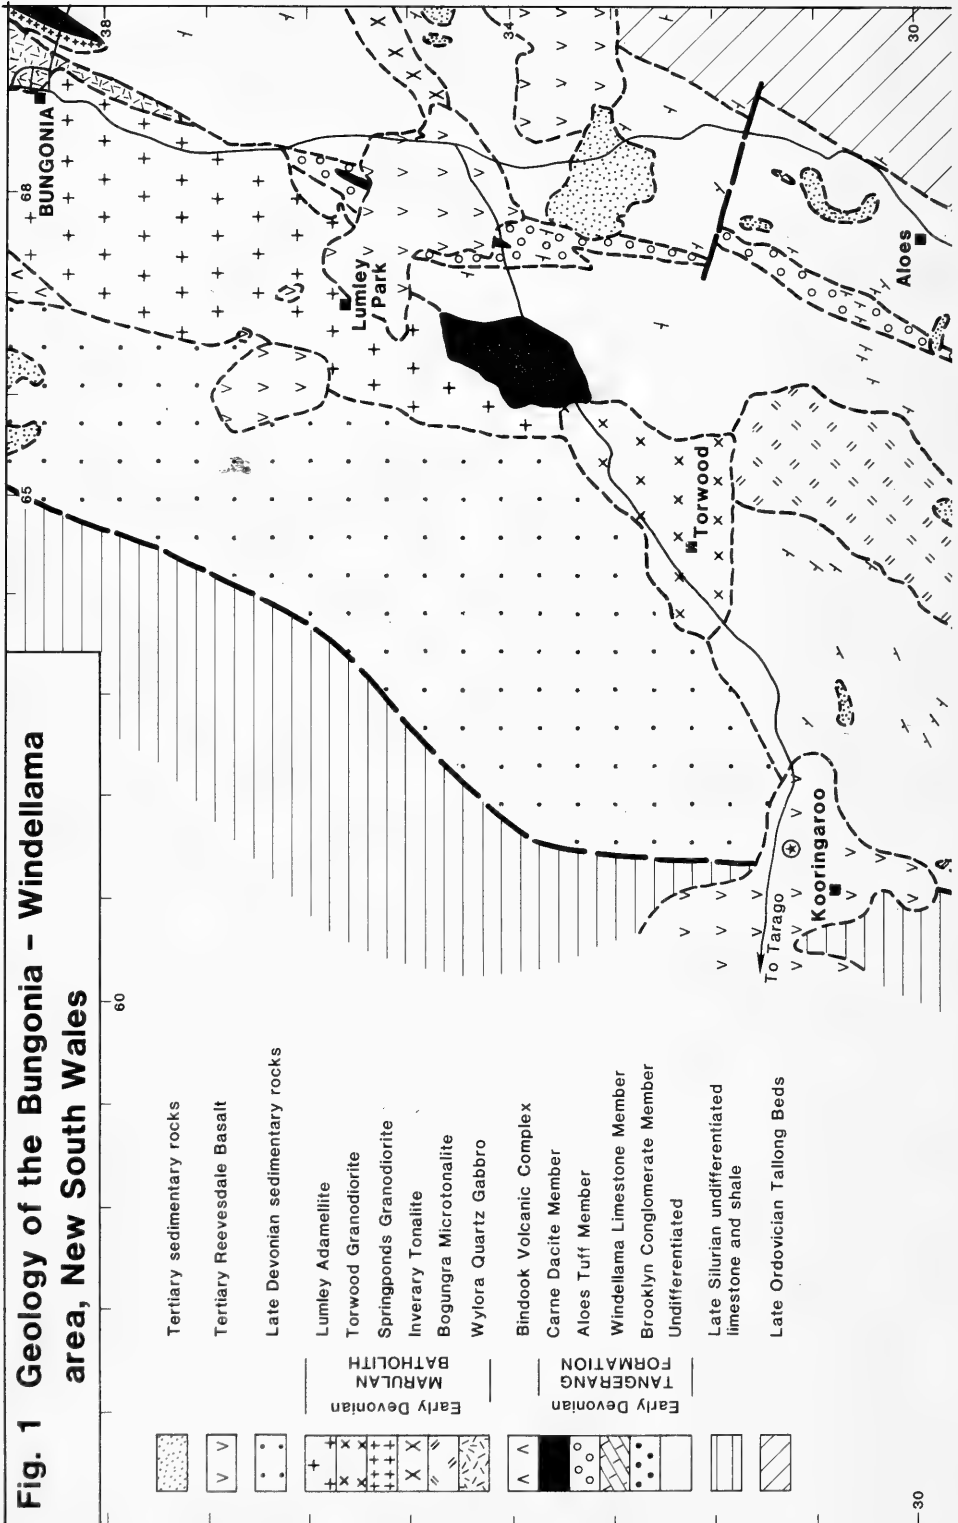 Fig. 1 Geology of the Bungonia – Windellama
area, New South Wales
Tertiary sedimentary rocks
Tertiary Reevesdale Basalt
Late Devonian sedimentary rocks
Early Devonian
MARULAN
BATHOLITH
Lumley Adamellite
Torwood Granodiorite
Springponds Granodiorite
Inverary Tonalite
Bogungra Microtonalite
Wylora Quartz Gabbro
Bindook Volcanic Complex
Early Devonian
TANGERANG
FORMATION
Carne Dacite Member
Aloes Tuff Member
Windellama Limestone Member
Brooklyn Conglomerate Member
Undifferentiated
Late Silurian undifferentiated
limestone and shale
Late Ordovician Tallong Beds
60
65
68
38
34
30
30
BUNGONIA
Lumley
Park
Torwood
Aloes
Kooringaroo
To Tarago